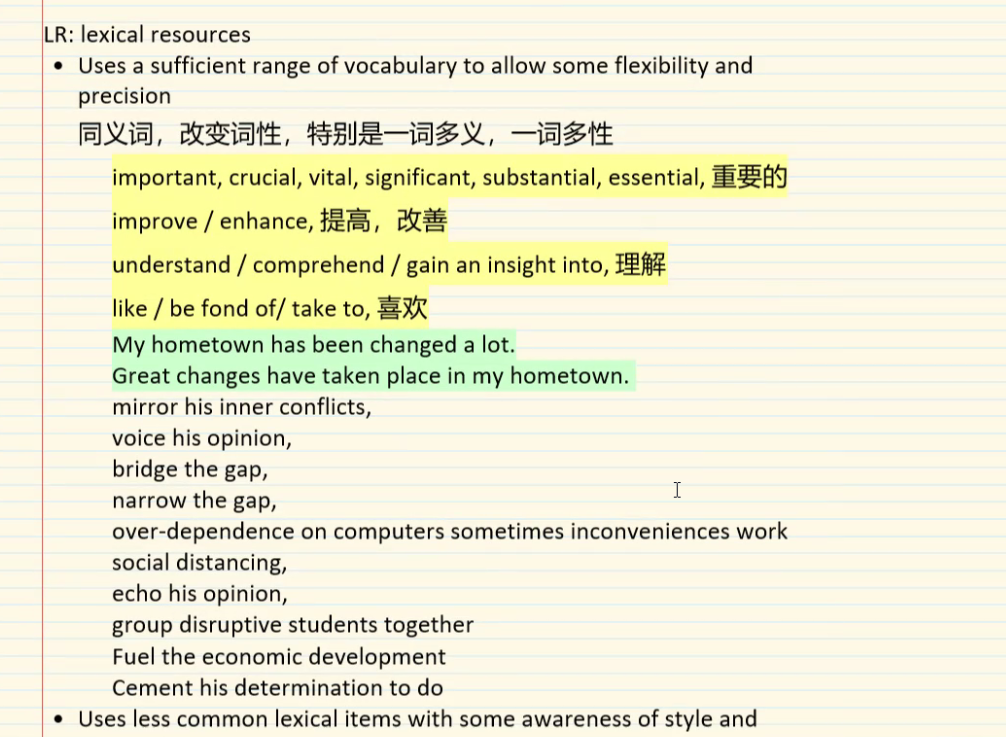 LR: lexical resources
• Uses a sufficient range of vocabulary to allow some flexibility and
precision
同义词，改变词性，特别是一词多义，一词多性
important, crucial, vital, significant, substantial, essential, 重要的
improve / enhance, 提高，改善
understand / comprehend / gain an insight into, 理解
like / be fond of/ take to, 喜欢
My hometown has been changed a lot.
Great changes have taken place in my hometown.
mirror his inner conflicts,
voice his opinion,
bridge the gap,
narrow the gap,
over-dependence on computers sometimes inconveniences work
social distancing,
echo his opinion,
group disruptive students together
Fuel the economic development
Cement his determination to do
• Uses less common lexical items with some awareness of style and